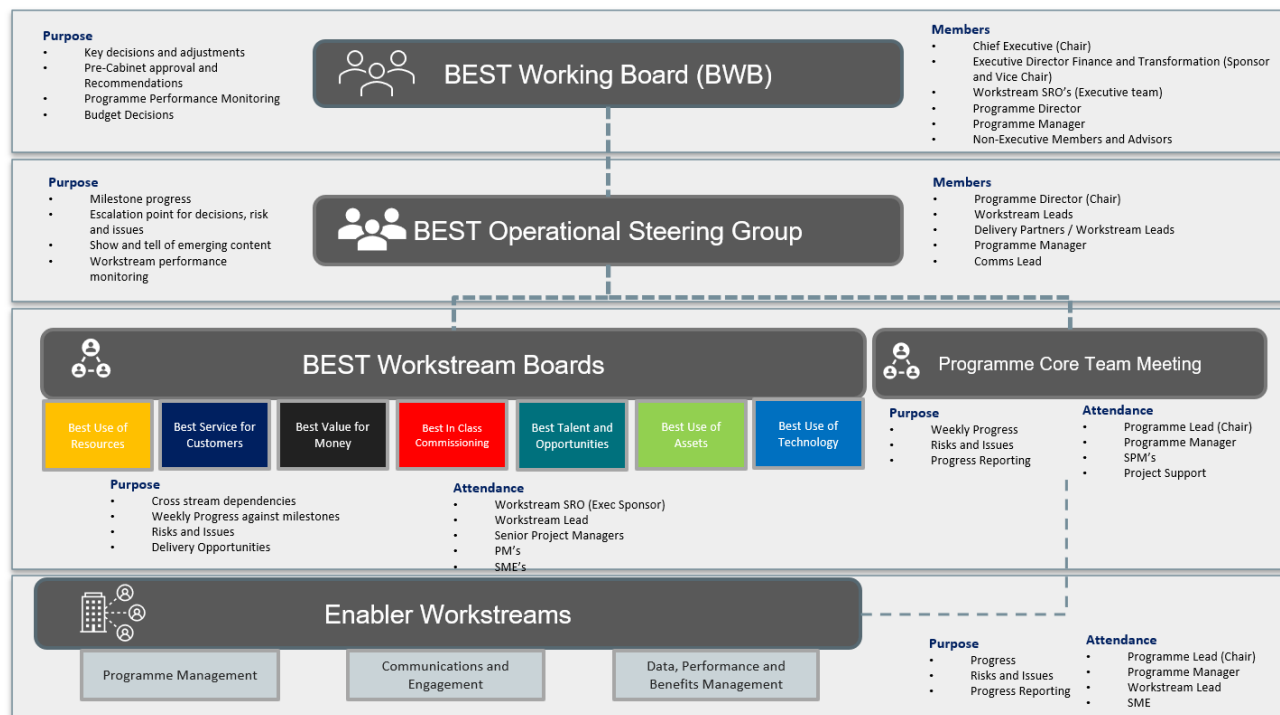 Purpose
• Key decisions and adjustments
• Pre-Cabinet approval and
Recommendations
• Programme Performance Monitoring
• Budget Decisions
BEST Working Board (BWB)
Members
• Chief Executive (Chair)
• Executive Director Finance and Transformation (Sponsor
and Vice Chair)
• Workstream SRO's (Executive team)
• Programme Director
• Programme Manager
• Non-Executive Members and Advisors
Purpose
• Milestone progress
• Escalation point for decisions, risk
and issues
• Show and tell of emerging content
• Workstream performance
monitoring
BEST Operational Steering Group
Members
• Programme Director (Chair)
• Workstream Leads
• Delivery Partners / Workstream Leads
• Programme Manager
• Comms Lead
BEST Workstream Boards
Best Use of
Resources
Best Service for
Customers
Best Value for
Money
Best In Class
Commissioning
Best Talent and
Opportunities
Best Use of
Assets
Best Use of
Technology
Purpose
• Cross stream dependencies
• Weekly Progress against milestones
• Risks and Issues
• Delivery Opportunities
Attendance
• Workstream SRO (Exec Sponsor)
• Workstream Lead
• Senior Project Managers
• PM's
• SME's
Programme Core Team Meeting
Purpose
• Weekly Progress
• Risks and Issues
• Progress Reporting
Attendance
• Programme Lead (Chair)
• Programme Manager
• SPM's
• Project Support
Enabler Workstreams
Programme Management
Communications and
Engagement
Data, Performance and
Benefits Management
Purpose
• Progress
• Risks and Issues
• Progress Reporting
Attendance
• Programme Lead (Chair)
• Programme Manager
• Workstream Lead
• SME